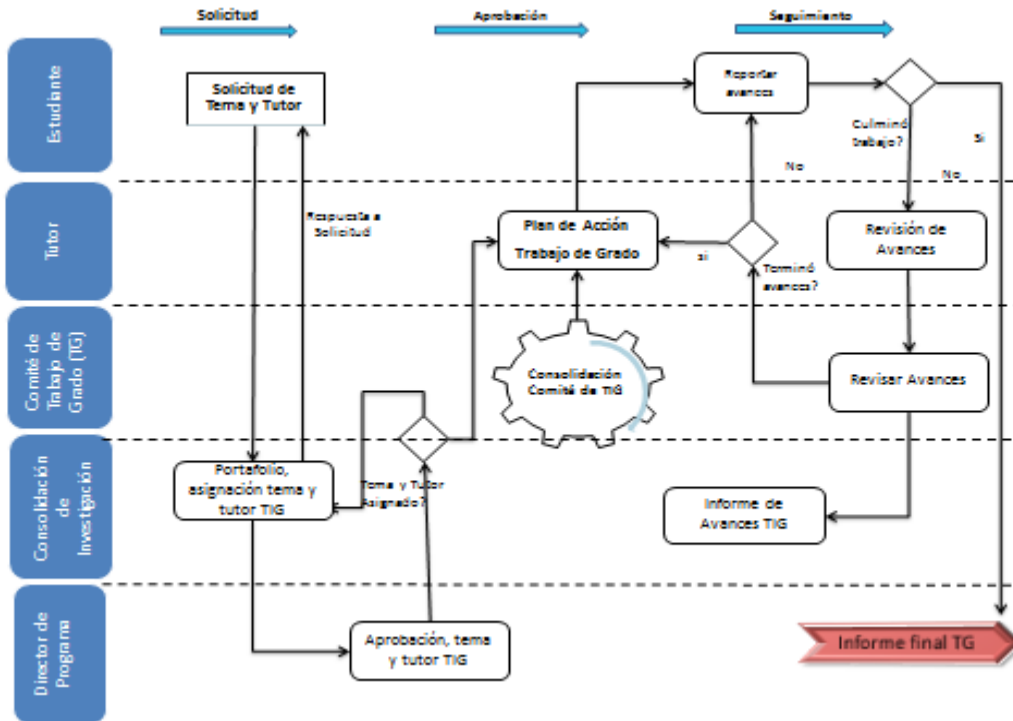 Solicitud
Aprobación
Seguimiento
Estudiante
Solicitud de
Tema y Tutor
Reportar
avances
Culminó
trabajo?
Si
No
No
Tutor
Respuesta a
Solicitud
Plan de Acción
Trabajo de Grado
si
Terminó
avances?
Revisión de
Avances
Comité de
Trabajo de
Grado (TG)
Consolidación
Comité de TIG
Revisar Avances
Consolidación
de
Investigación
Portafolio,
asignación tema y
tutor TIG
Tema y Tutor
Asignado?
Informe de
Avances TIG
Director de
Programa
Aprobación, tema
y tutor TIG
Informe final TG